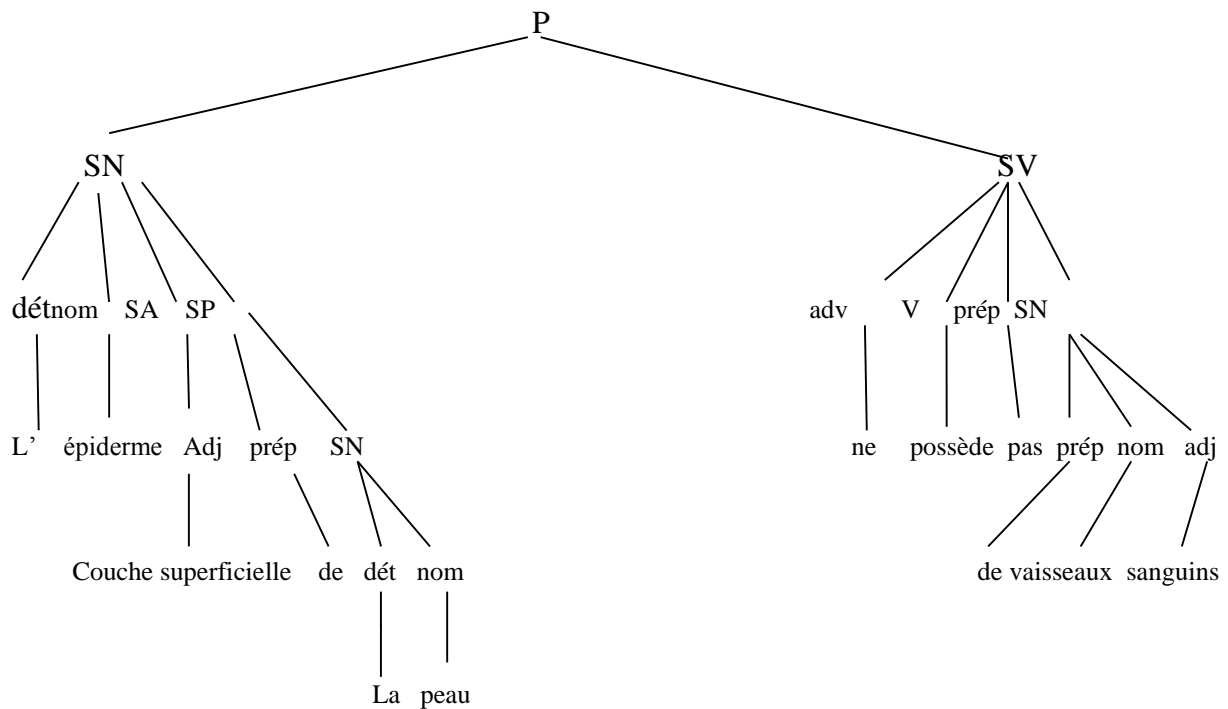 P
SN SV
détnom SA SP adv V prép SN
L’ épiderme Adj prép SN ne possède pas prép nom adj
Couche superficielle de dét nom de vaisseaux sanguins
La peau